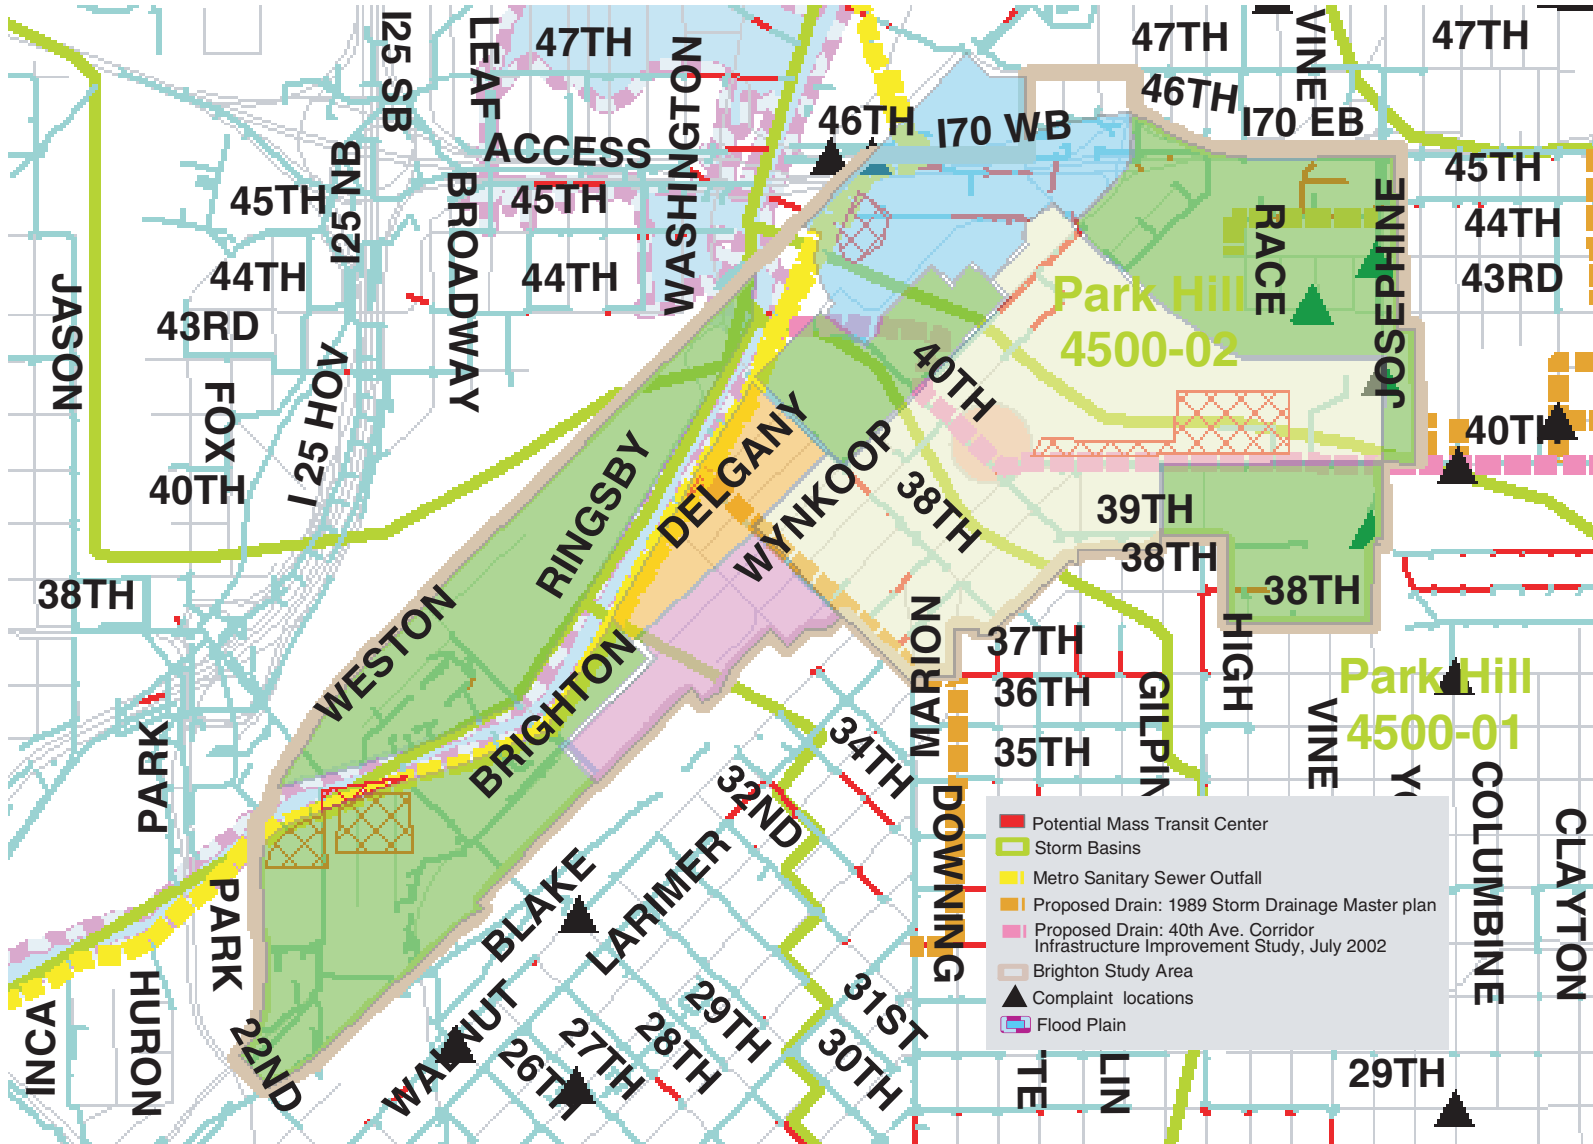 I25 SB
LEAF
47TH
WASHINGTON
47TH
VINE
47TH
46TH
46TH
I70 WB
I70 EB
ACCESS
I25 NB
45TH
BROADWAY
45TH
45TH
JOSEPHINE
RACE
44TH
44TH
44TH
43RD
JASON
43RD
Park Hill
4500-02
I 25 HOV
FOX
40TH
40TH
40TH
DELGANY
WYNKOOP
RINGSBY
38TH
39TH
38TH
38TH
38TH
WESTON
BRIGHTON
MARION
37TH
HIGH
36TH
GILPIN
Park Hill
4500-01
35TH
VINE
34TH
32ND
PARK
COLUMBINE
CLAYTON
DOWNING
BLAKE
LARIMER
PARK
HURON
INCA
22ND
WALNUT
26TH
27TH
28TH
29TH
31ST
30TH
Potential Mass Transit Center
Storm Basins
Metro Sanitary Sewer Outfall
Proposed Drain: 1989 Storm Drainage Master plan
Proposed Drain: 40th Ave. Corridor
Infrastructure Improvement Study, July 2002
Brighton Study Area
Complaint locations
Flood Plain
TE
LIN
29TH